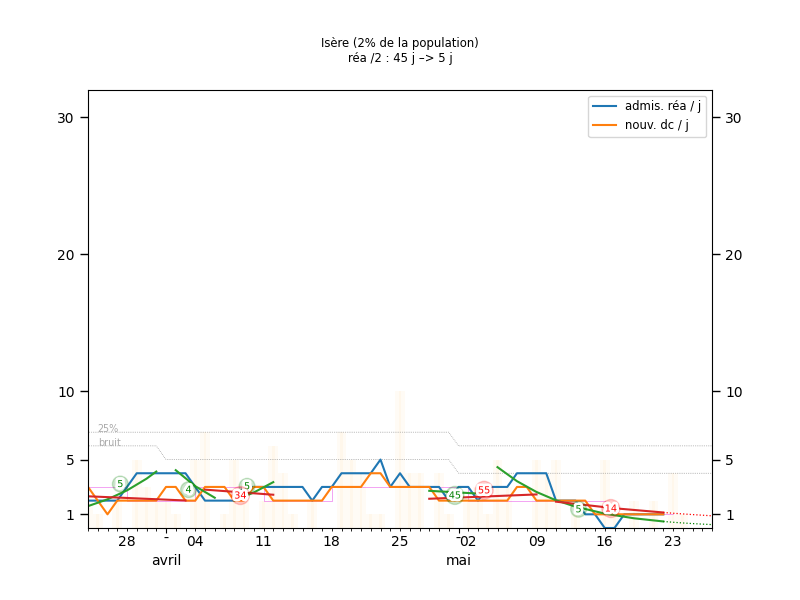 Isère (2% de la population)
réa /2 : 45 j –> 5 j
admis. réa / j
nouv. dc / j
30 30
20 20
10 10
25%
bruit
5 5
5 4 5 34 45 55 5 14
1 1
28 04 11 18 25 02 09 16 23
avril mai